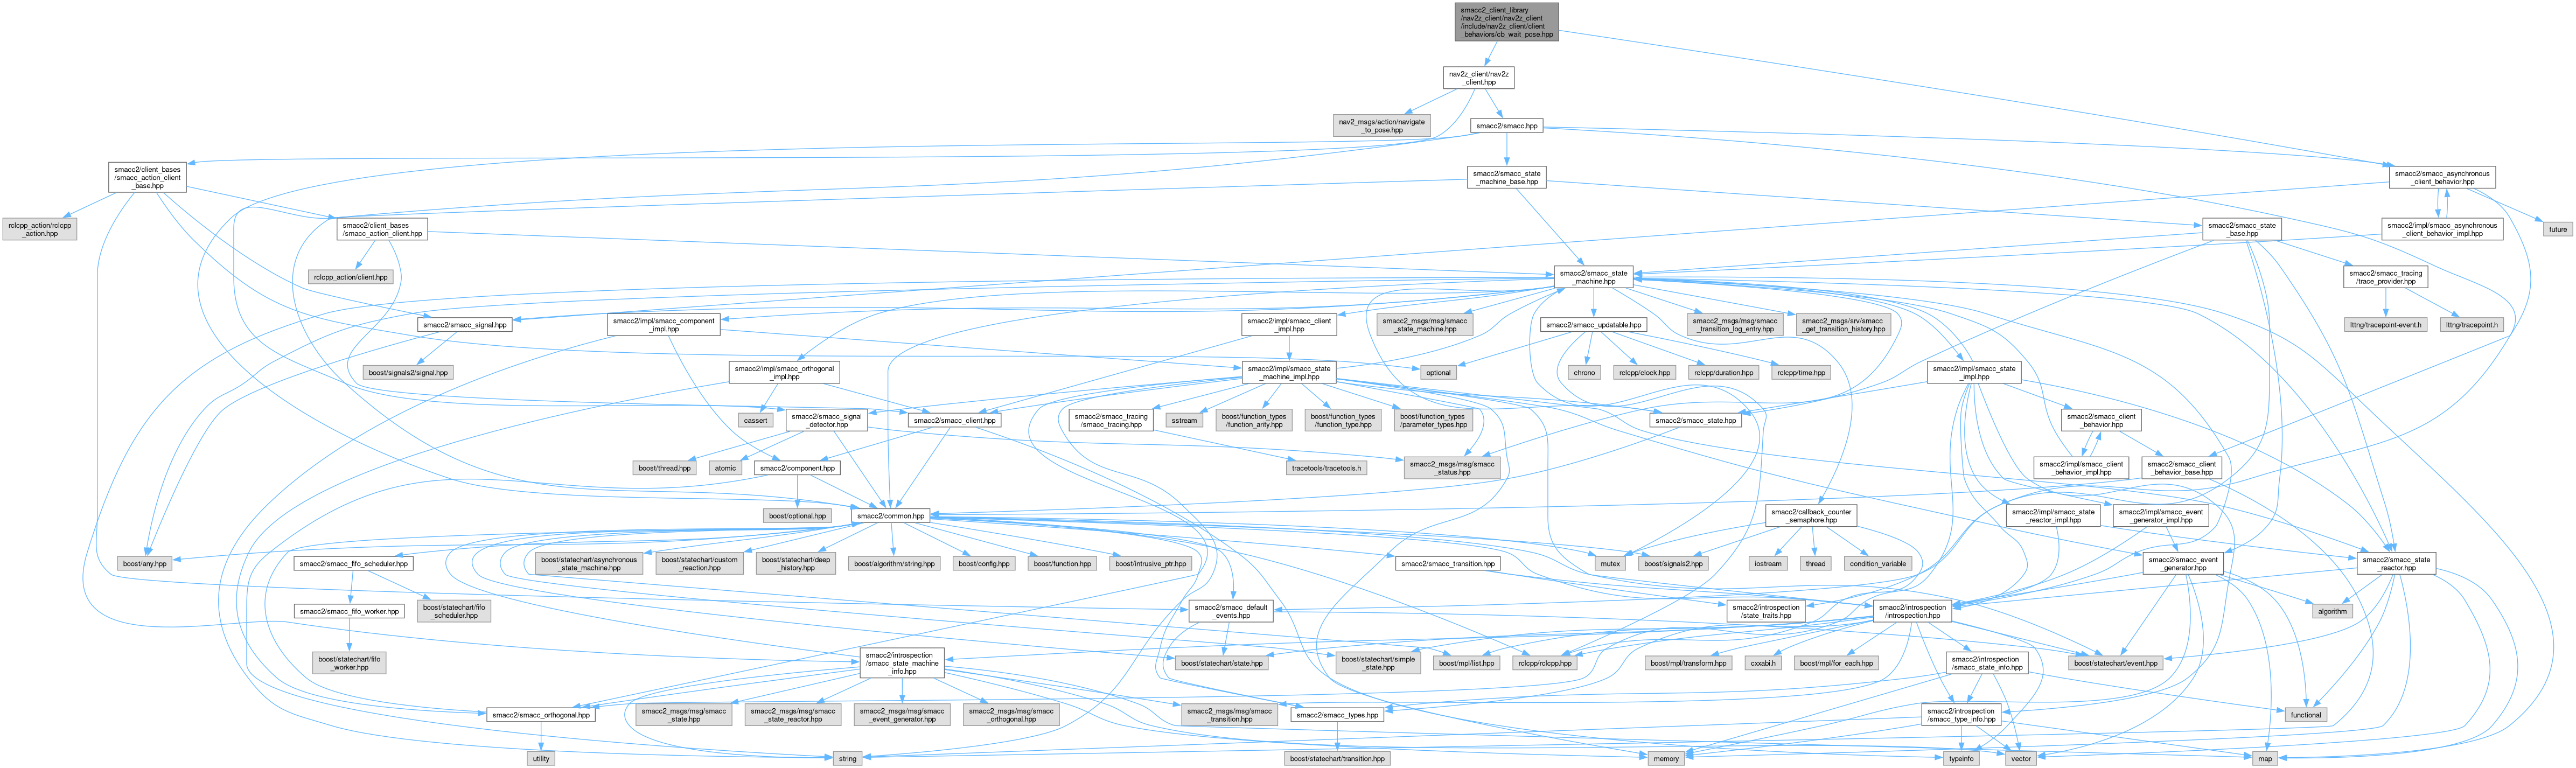 smacc2_client_library
/nav2z_client/nav2z_client
/include/nav2z_client/client
_behaviors/cb_wait_pose.hpp
nav2z_client/nav2z
_client.hpp
nav2_msgs/action/navigate
_to_pose.hpp
smacc2/smacc.hpp
smacc2/client_bases
/smacc_action_client
_base.hpp
smacc2/smacc_state
_machine_base.hpp
smacc2/smacc_asynchronous
_client_behavior.hpp
rclcpp_action/rclcpp
_action.hpp
smacc2/client_bases
/smacc_action_client.hpp
smacc2/smacc_state
_base.hpp
smacc2/impl/smacc_asynchronous
_client_behavior_impl.hpp
future
rclcpp_action/client.hpp
smacc2/smacc_state
_machine.hpp
smacc2/smacc_tracing
/trace_provider.hpp
smacc2/smacc_signal.hpp
smacc2/impl/smacc_component
_impl.hpp
smacc2/impl/smacc_client
_impl.hpp
smacc2_msgs/msg/smacc
_state_machine.hpp
smacc2/smacc_updatable.hpp
smacc2_msgs/msg/smacc
_transition_log_entry.hpp
smacc2_msgs/srv/smacc
_get_transition_history.hpp
lttng/tracepoint-event.h
lttng/tracepoint.h
boost/signals2/signal.hpp
smacc2/impl/smacc_orthogonal
_impl.hpp
smacc2/impl/smacc_state
_machine_impl.hpp
optional
chrono
rclcpp/clock.hpp
rclcpp/duration.hpp
rclcpp/time.hpp
smacc2/impl/smacc_state
_impl.hpp
cassert
smacc2/smacc_signal
_detector.hpp
smacc2/smacc_client.hpp
smacc2/smacc_tracing
/smacc_tracing.hpp
sstream
boost/function_types
/function_arity.hpp
boost/function_types
/function_type.hpp
boost/function_types
/parameter_types.hpp
smacc2/smacc_state.hpp
smacc2/smacc_client
_behavior.hpp
boost/thread.hpp
atomic
smacc2/component.hpp
tracetools/tracetools.h
smacc2_msgs/msg/smacc
_status.hpp
smacc2/impl/smacc_client
_behavior_impl.hpp
smacc2/smacc_client
_behavior_base.hpp
boost/optional.hpp
smacc2/common.hpp
smacc2/callback_counter
_semaphore.hpp
smacc2/impl/smacc_state
_reactor_impl.hpp
smacc2/impl/smacc_event
_generator_impl.hpp
boost/any.hpp
smacc2/smacc_fifo_scheduler.hpp
boost/statechart/asynchronous
_state_machine.hpp
boost/statechart/custom
_reaction.hpp
boost/statechart/deep
_history.hpp
boost/algorithm/string.hpp
boost/config.hpp
boost/function.hpp
boost/intrusive_ptr.hpp
smacc2/smacc_transition.hpp
mutex
boost/signals2.hpp
iostream
thread
condition_variable
smacc2/smacc_event
_generator.hpp
smacc2/smacc_state
_reactor.hpp
smacc2/smacc_fifo_worker.hpp
boost/statechart/fifo
_scheduler.hpp
smacc2/smacc_default
_events.hpp
smacc2/introspection
/state_traits.hpp
smacc2/introspection
/introspection.hpp
algorithm
boost/statechart/fifo
_worker.hpp
smacc2/introspection
/smacc_state_machine
_info.hpp
boost/statechart/state.hpp
boost/statechart/simple
_state.hpp
boost/mpl/list.hpp
rclcpp/rclcpp.hpp
boost/mpl/transform.hpp
cxxabi.h
boost/mpl/for_each.hpp
smacc2/introspection
/smacc_state_info.hpp
boost/statechart/event.hpp
smacc2/smacc_orthogonal.hpp
smacc2_msgs/msg/smacc
_state.hpp
smacc2_msgs/msg/smacc
_state_reactor.hpp
smacc2_msgs/msg/smacc
_event_generator.hpp
smacc2_msgs/msg/smacc
_orthogonal.hpp
smacc2_msgs/msg/smacc
_transition.hpp
smacc2/smacc_types.hpp
smacc2/introspection
/smacc_type_info.hpp
functional
utility
string
boost/statechart/transition.hpp
memory
typeinfo
vector
map